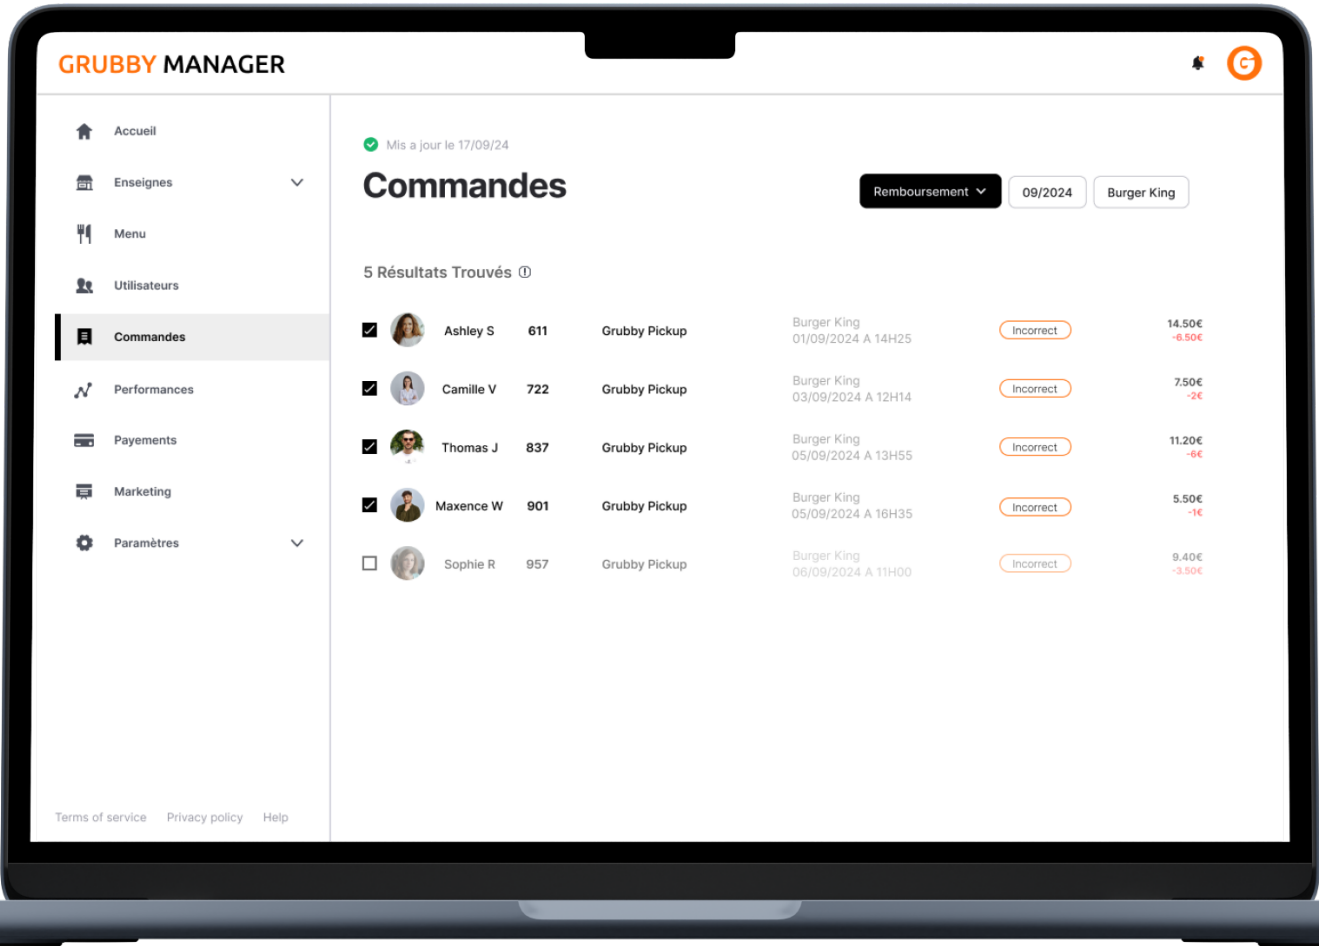 GRUBBY MANAGER
Accueil
Enseignes
Menu
Utilisateurs
Commandes
Performances
Payements
Marketing
Paramètres
Terms of service Privacy policy Help
Mis a jour le 17/09/24
Commandes
Remboursement 09/2024 Burger King
5 Résultats Trouvés
Ashley S 611 Grubby Pickup Burger King Incorrect 14.50€
01/09/2024 A 14H25 -6.50€
Camille V 722 Grubby Pickup Burger King Incorrect 7.50€
03/09/2024 A 12H14 -2€
Thomas J 837 Grubby Pickup Burger King Incorrect 11.20€
05/09/2024 A 13H55 -6€
Maxence W 901 Grubby Pickup Burger King Incorrect 5.50€
05/09/2024 A 16H35 -1€
Sophie R 957 Grubby Pickup Burger King Incorrect 9.40€
06/09/2024 A 11H00 -3.50€
G